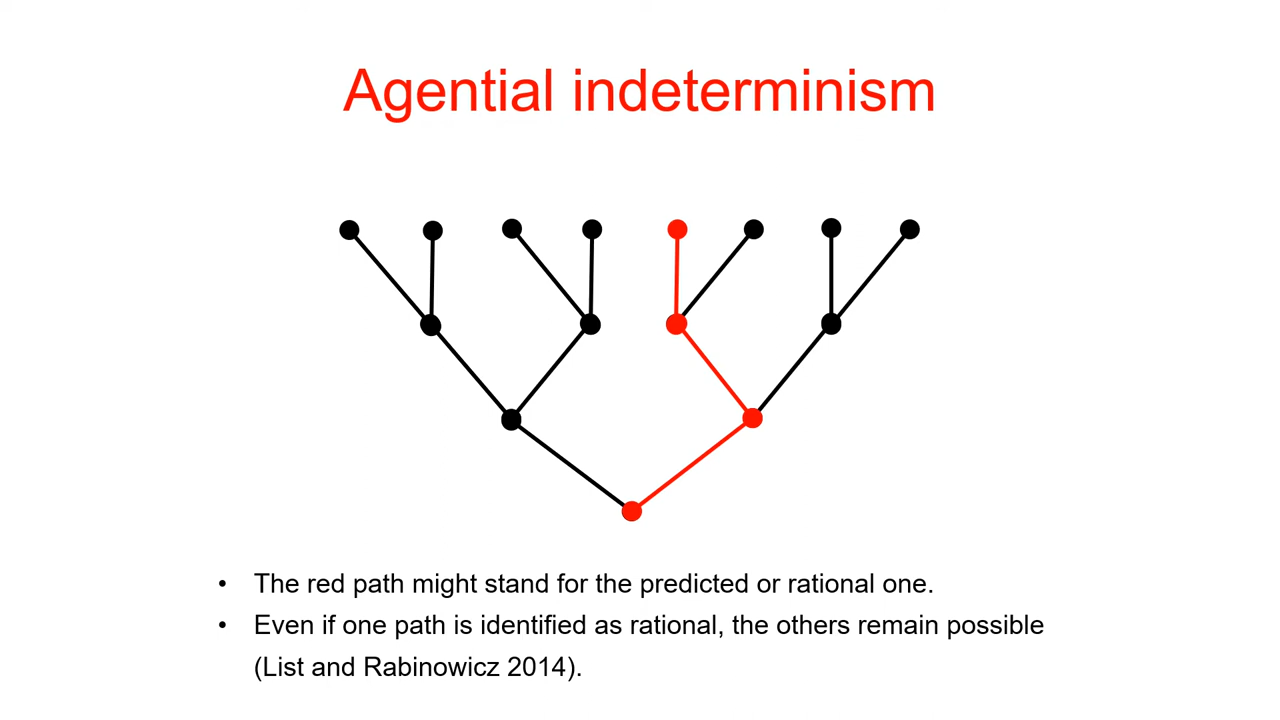 Agential indeterminism
• The red path might stand for the predicted or rational one.
• Even if one path is identified as rational, the others remain possible
(List and Rabinowicz 2014).